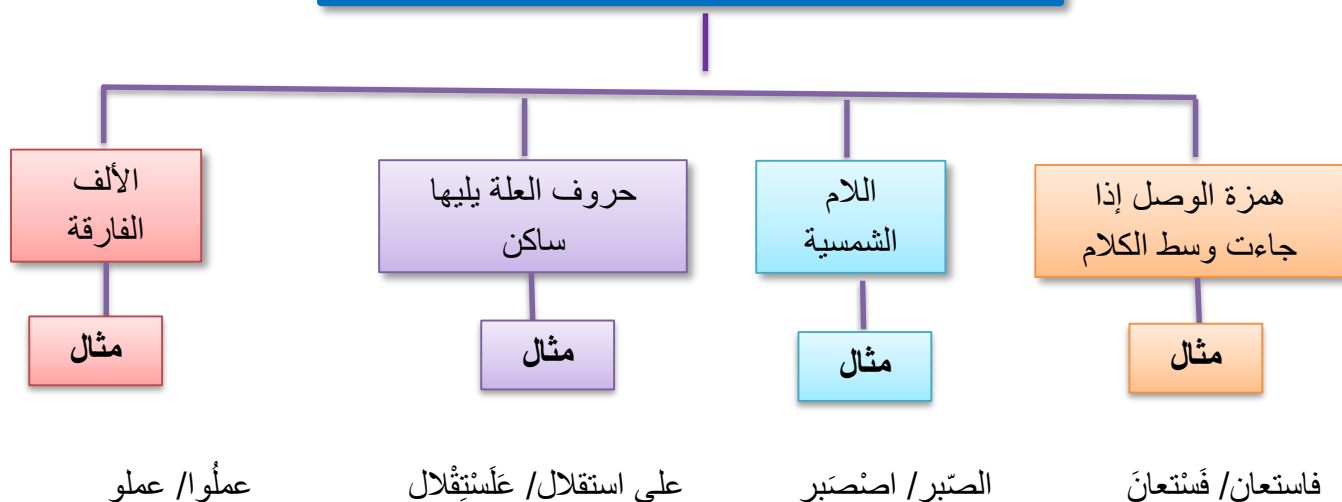 همزة الوصل إذا
جاءت وسط الكلام
اللام
الشمسية
حروف العلة يليها
ساكن
الألف
الفارقة
مثال
مثال
مثال
مثال
فاستعان/ فَسْتعانَ
الصّبر/ اصْصَبر
على استقلال/ عَلَسْتِقْلال
عملُوا/ عملو